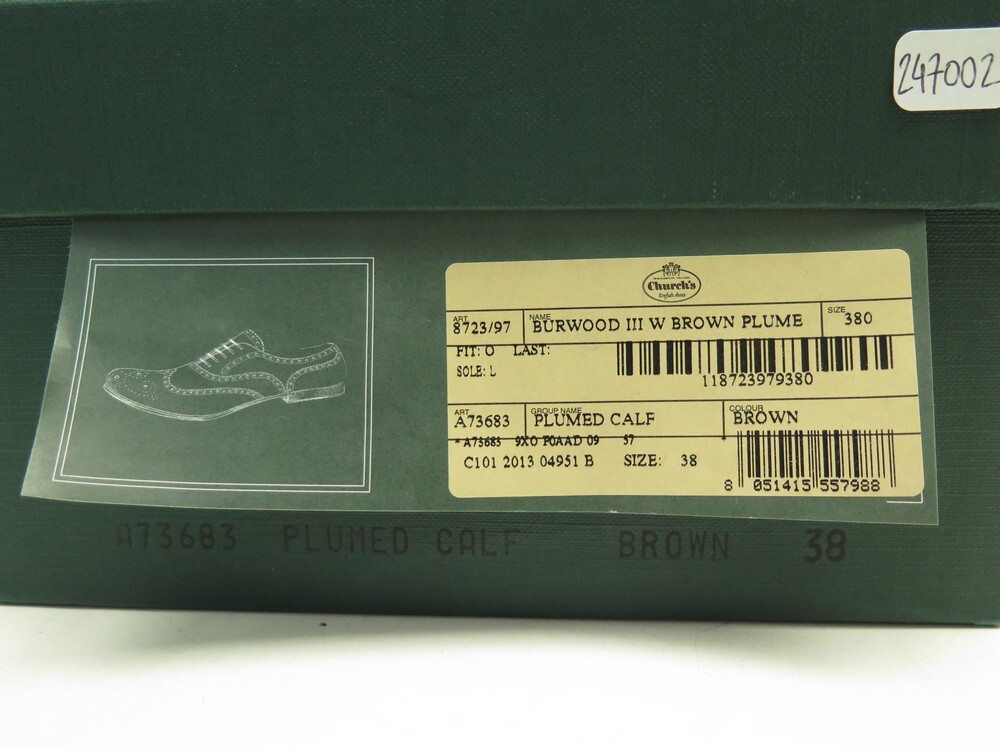 247002
Church's
English shoes
ART. NAME SIZE
8723/97 BURWOOD III W BROWN PLUME 380
FIT: O LAST:
SOLE: L
118723979380
ART. GROUP NAME COLOUR
A73683 PLUMED CALF BROWN
*A73683 9XO F0AAD 09 57 *
C101 2013 04951 B SIZE: 38
8 051415 557988
A73683 PLUMED CALF BROWN 38